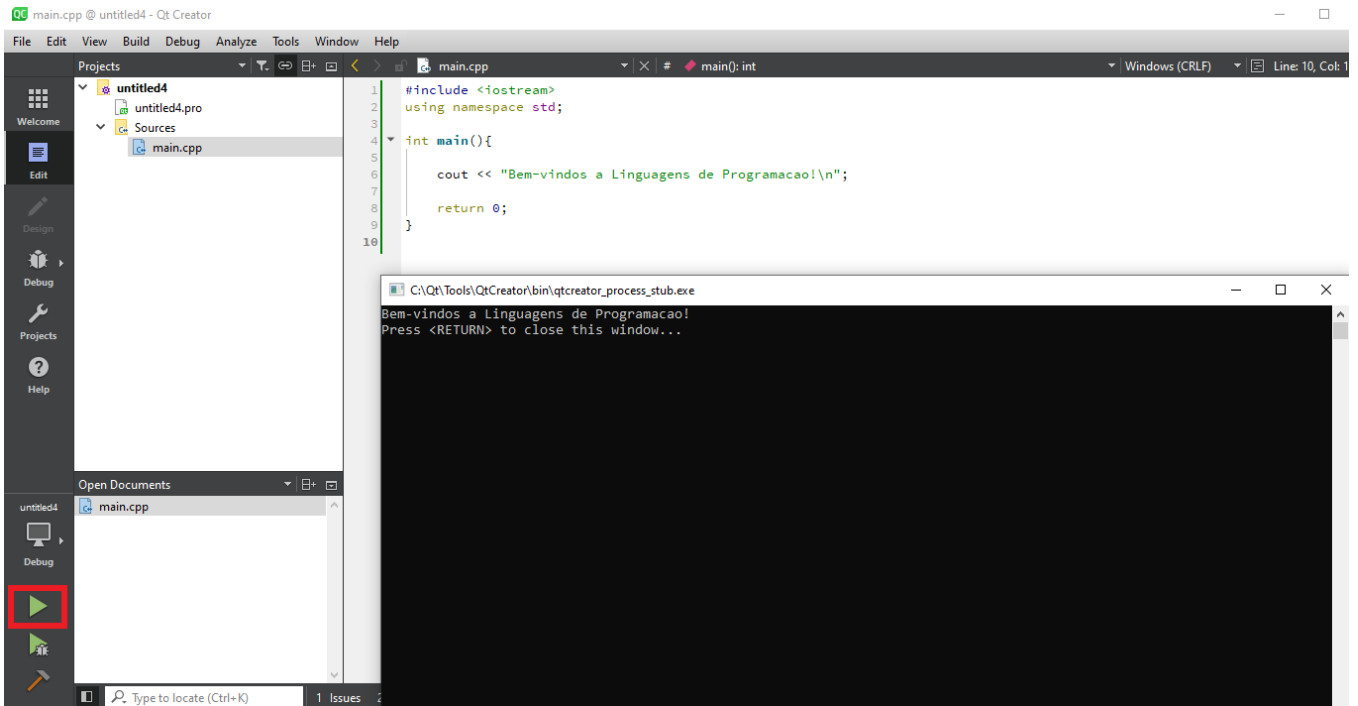 QC main.cpp @ untitled4 - Qt Creator
File Edit View Build Debug Analyze Tools Window Help
Projects
main.cpp
# main(): int
Windows (CRLF)
Line: 10, Col: 1
Welcome
Edit
Design
Debug
Projects
Help
untitled4
untitled4.pro
Sources
main.cpp
1 #include <iostream>
2 using namespace std;
3
4 int main(){
5
6 cout << "Bem-vindos a Linguagens de Programacao!\n";
7
8 return 0;
9 }
10
C:\Qt\Tools\QtCreator\bin\qtcreator_process_stub.exe
Bem-vindos a Linguagens de Programacao!
Press <RETURN> to close this window...
Open Documents
main.cpp
untitled4
Debug
Type to locate (Ctrl+K)
1 Issues 2